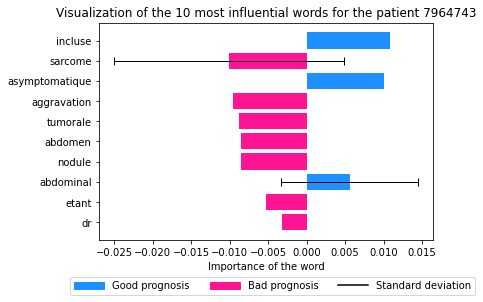 Visualization of the 10 most influential words for the patient 7964743
incluse
sarcome
asymptomatique
aggravation
tumorale
abdomen
nodule
abdominal
etant
dr
−0.025 −0.020 −0.015 −0.010 −0.005 0.000 0.005 0.010 0.015
Importance of the word
Good prognosis Bad prognosis Standard deviation